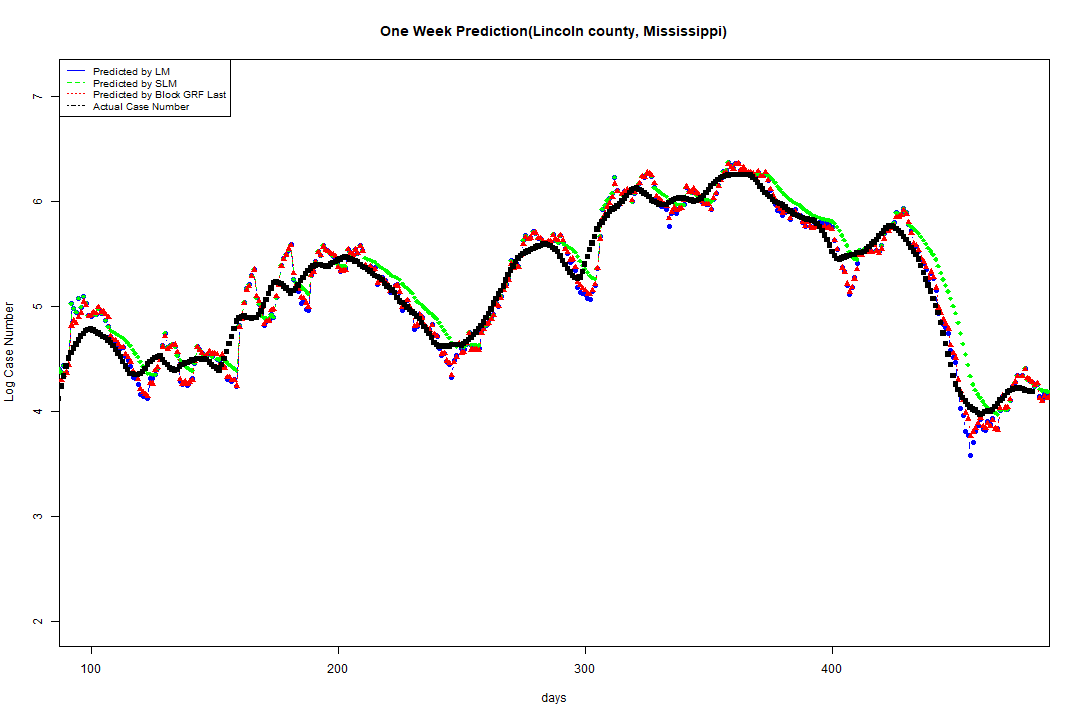 One Week Prediction(Lincoln county, Mississippi)
Predicted by LM
Predicted by SLM
Predicted by Block GRF Last
Actual Case Number
7
6
5
4
3
2
Log Case Number
100 200 300 400
days